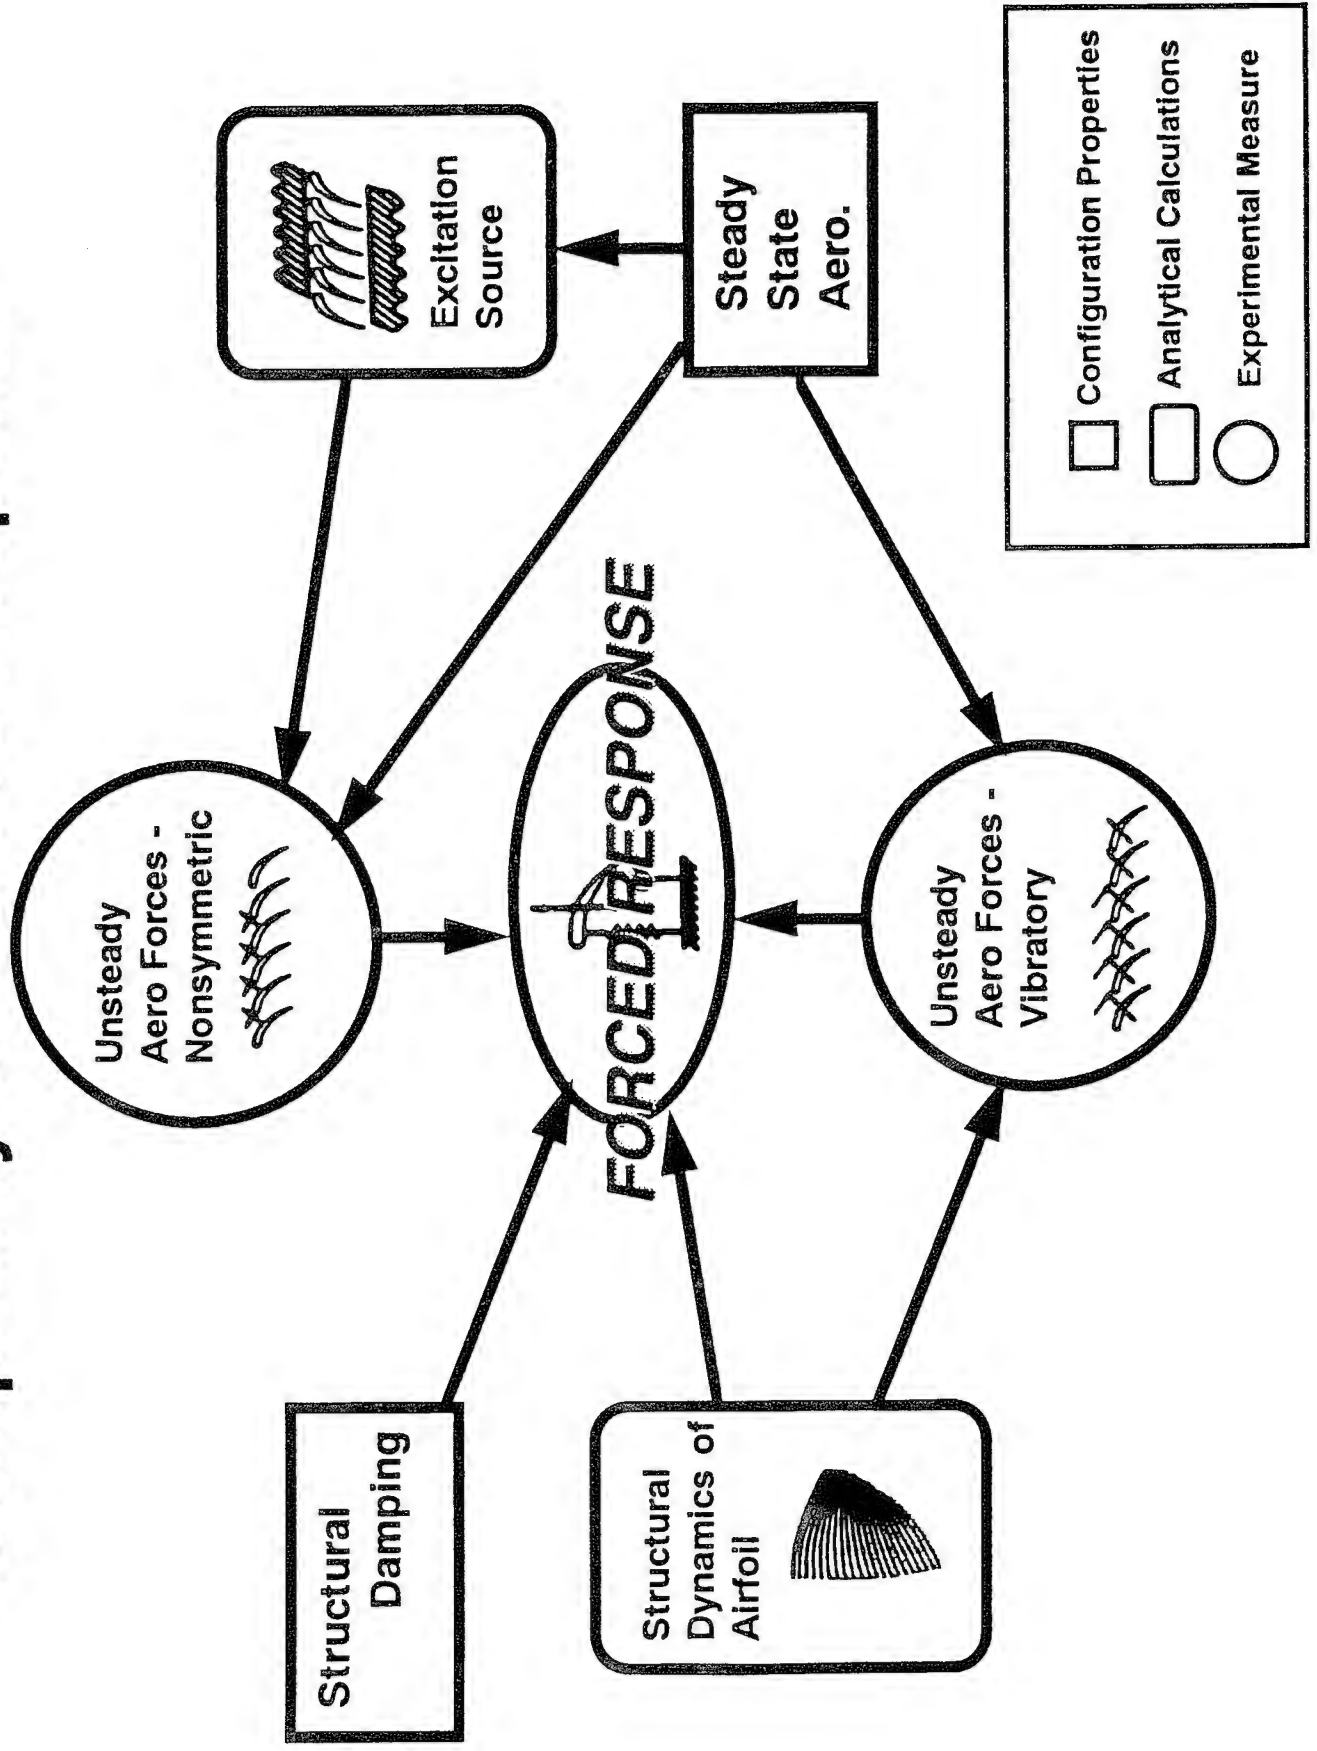 Unsteady
Aero Forces -
Nonsymmetric
Excitation
Source
Structural
Damping
FORCED RESPONSE
Steady
State
Aero.
Structural
Dynamics of
Airfoil
Unsteady
Aero Forces -
Vibratory
Configuration Properties
Analytical Calculations
Experimental Measure